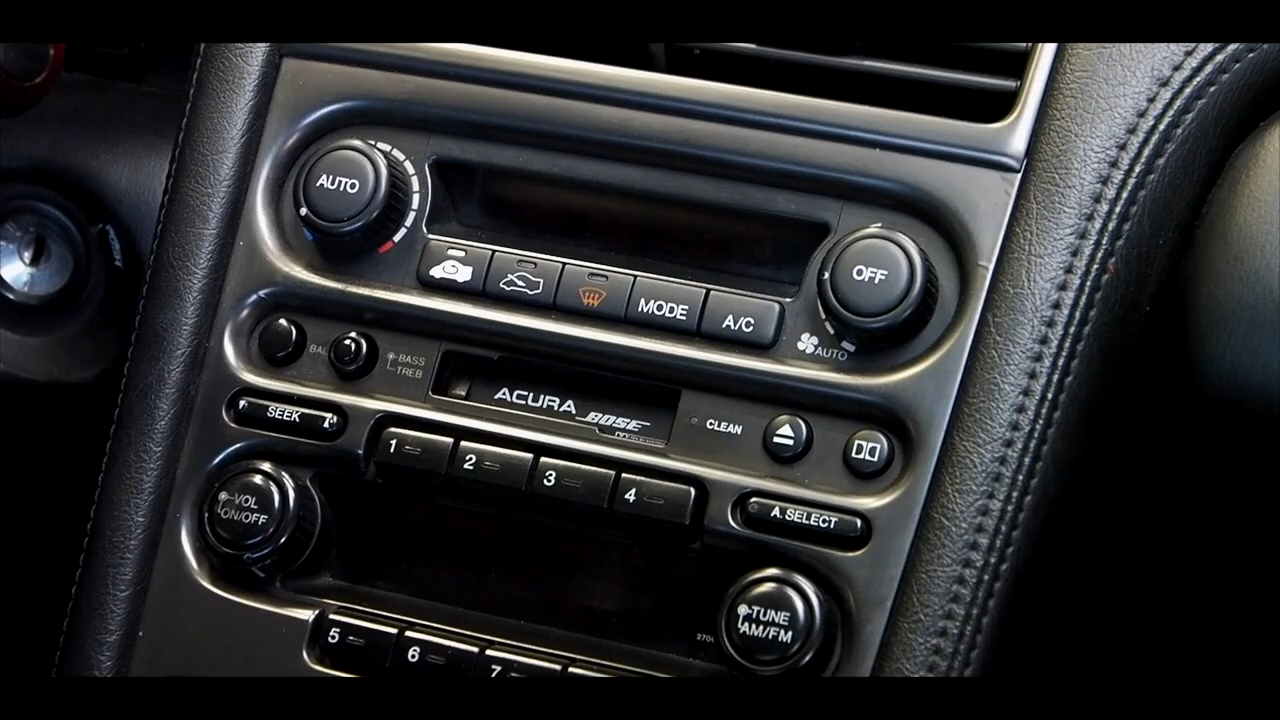 AUTO
OFF
MODE
A/C
AUTO
BAL
BASS
TREB
ACURA
BOSE
CLEAN
SEEK
1
2
3
4
A. SELECT
VOL
ON/OFF
TUNE
AM/FM
5
6
7